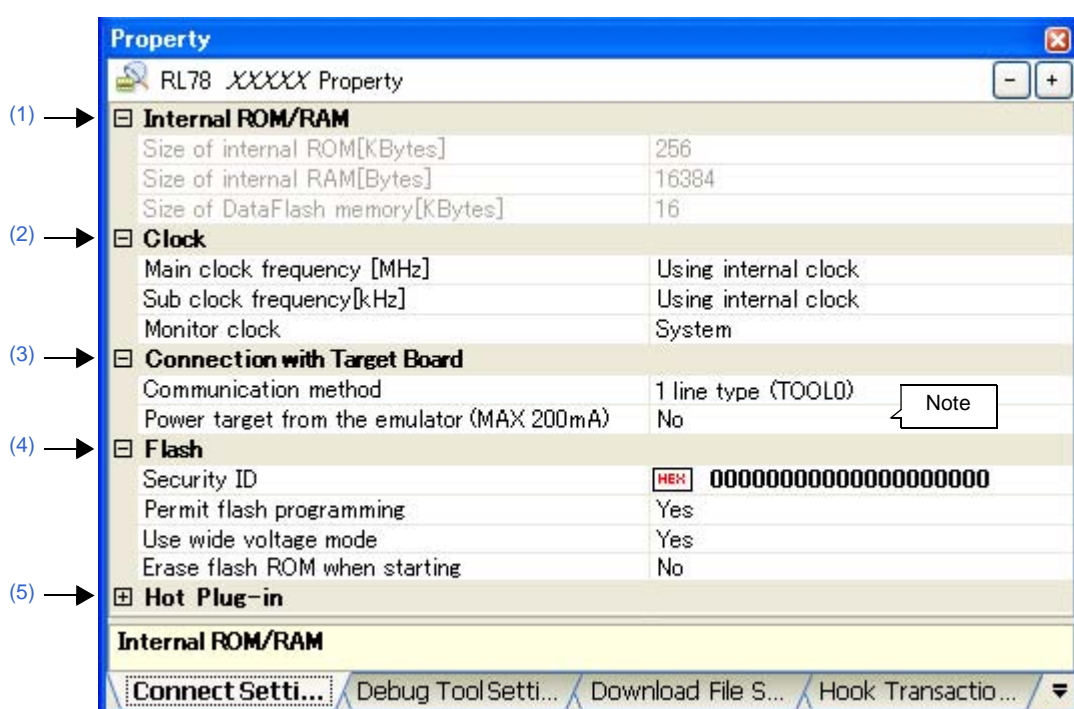 Property
RL78 XXXXX Property
- +
(1) Internal ROM/RAM
Size of internal ROM[KBytes] 256
Size of internal RAM[Bytes] 16384
Size of DataFlash memory[KBytes] 16
(2) Clock
Main clock frequency [MHz] Using internal clock
Sub clock frequency[kHz] Using internal clock
Monitor clock System
(3) Connection with Target Board
Communication method 1 line type (TOOL0)
Note
Power target from the emulator (MAX 200mA) No
(4) Flash
Security ID HEX 00000000000000000000
Permit flash programming Yes
Use wide voltage mode Yes
Erase flash ROM when starting No
(5) Hot Plug-in
Internal ROM/RAM
Connect Setti... Debug Tool Setti... Download File S... Hook Transactio...